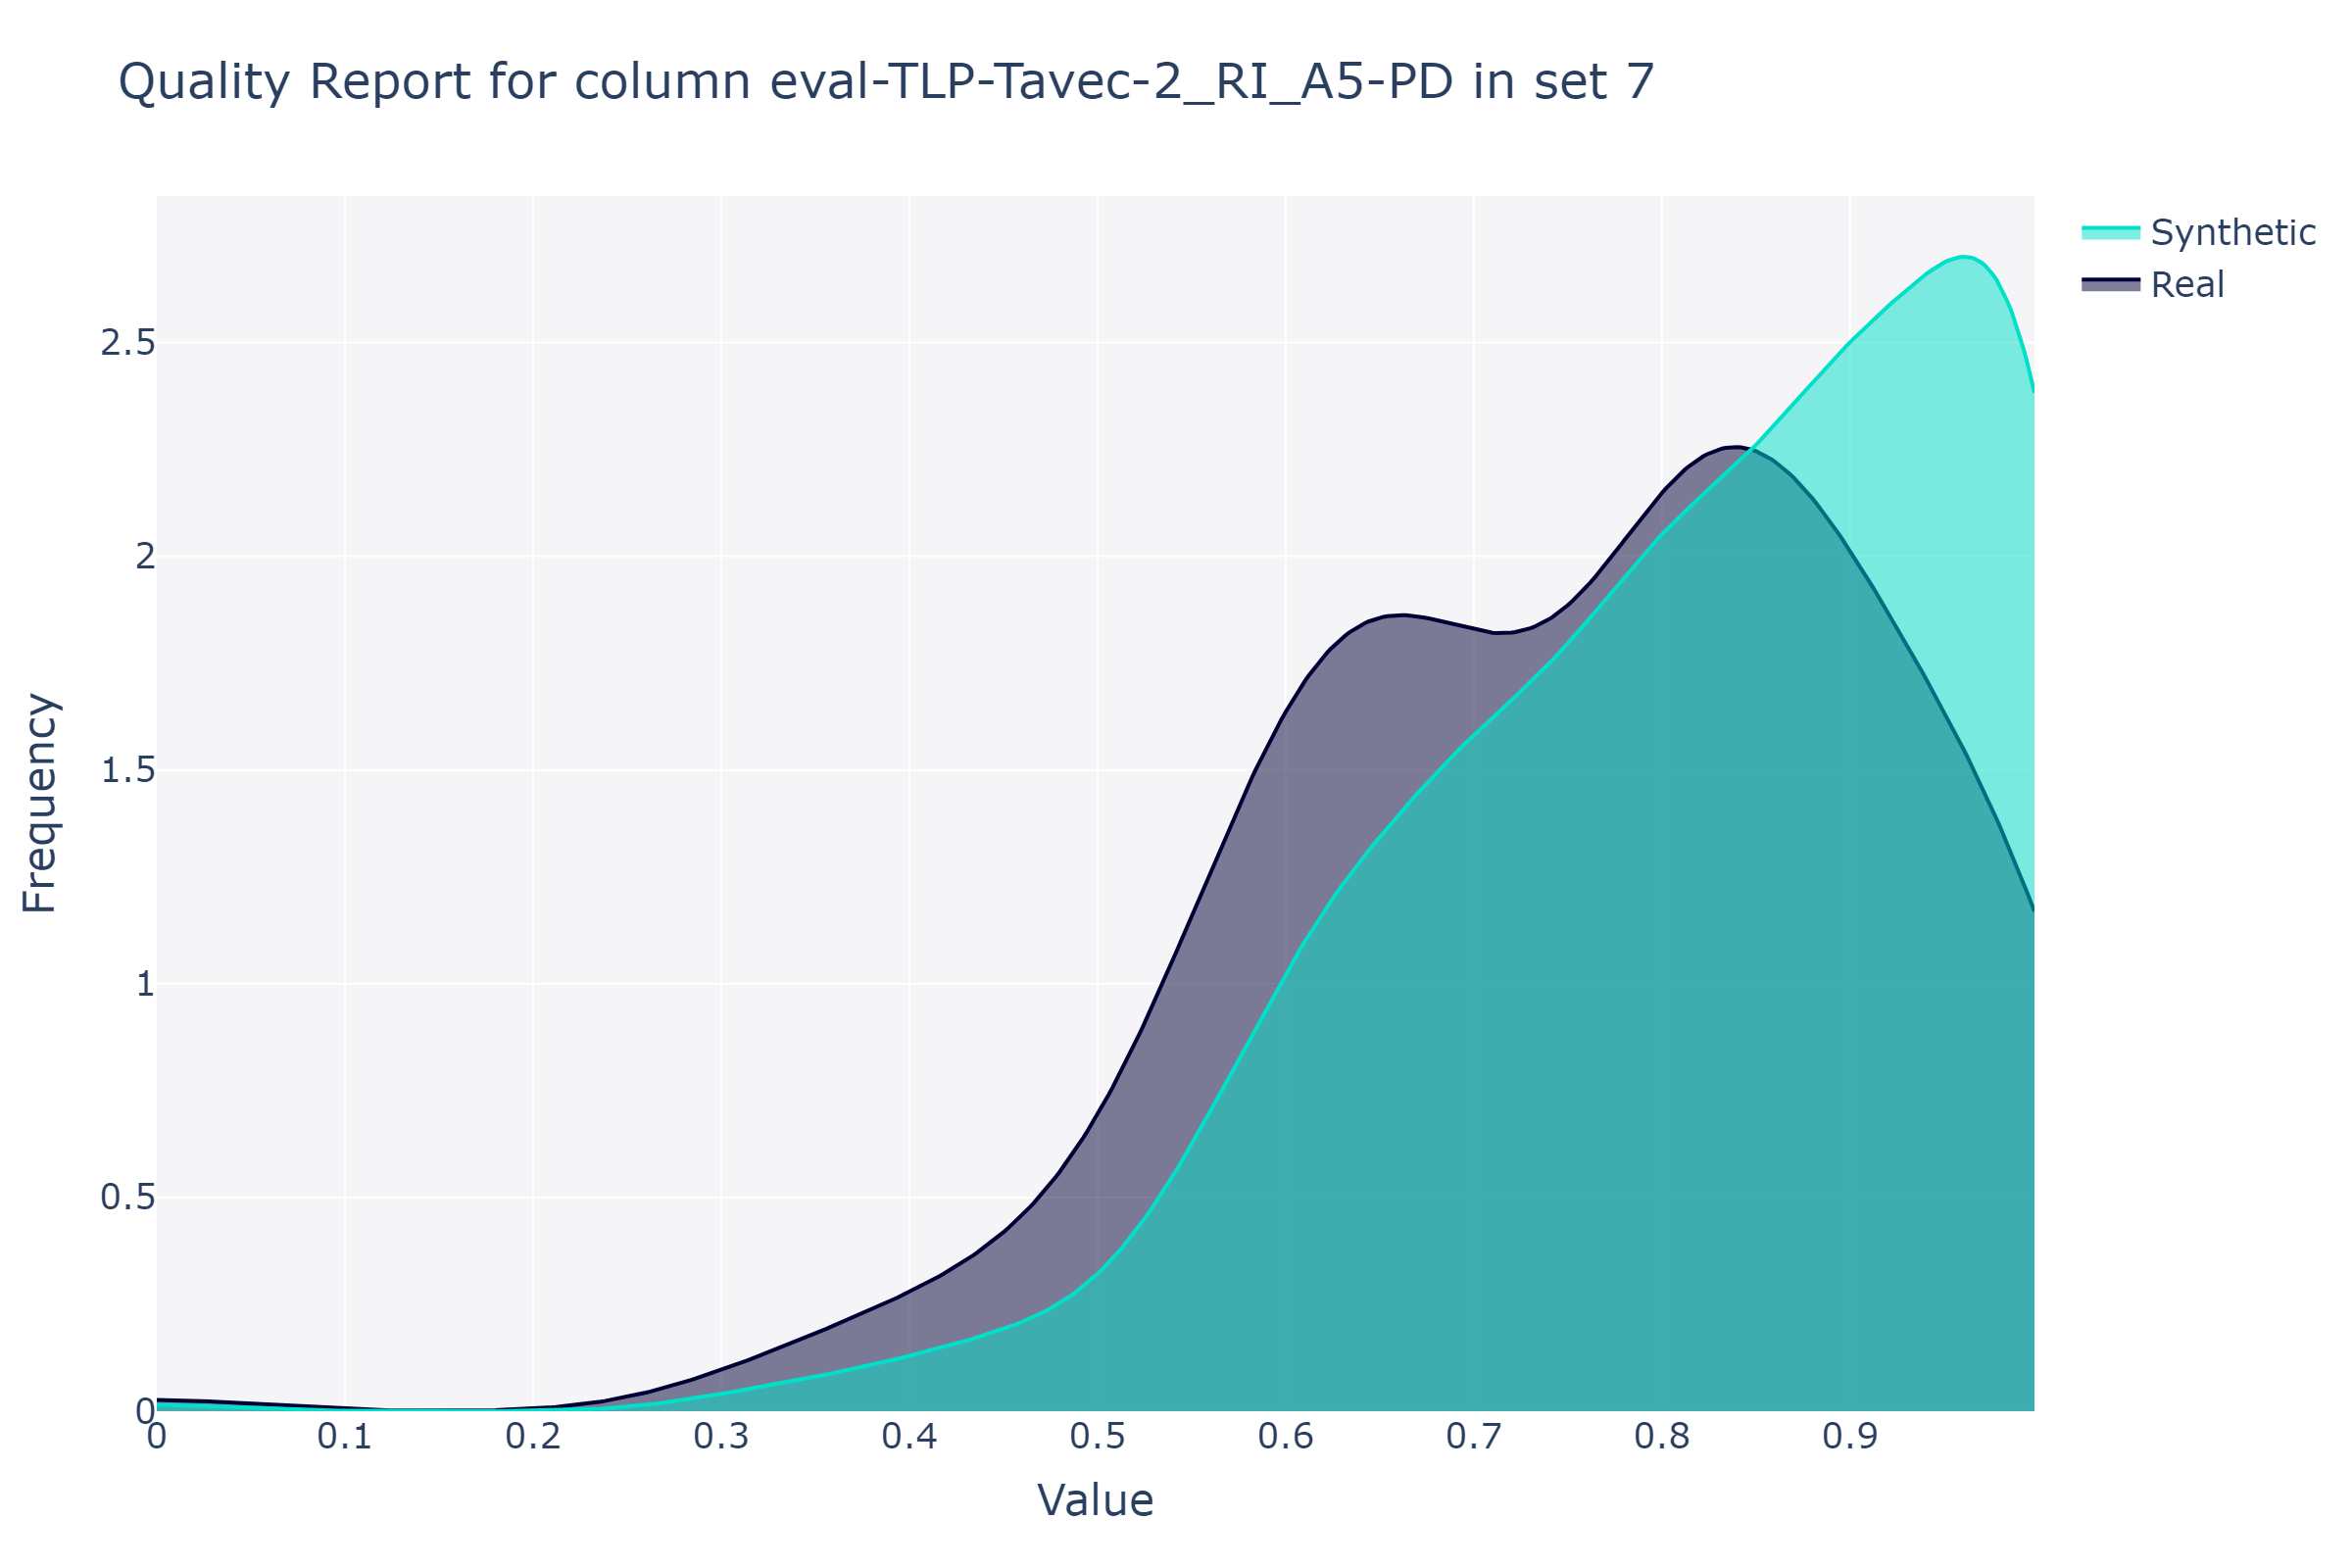 Quality Report for column eval-TLP-Tavec-2_RI_A5-PD in set 7
Synthetic
Real
Frequency
2.5
2
1.5
1
0.5
0
0 0.1 0.2 0.3 0.4 0.5 0.6 0.7 0.8 0.9
Value